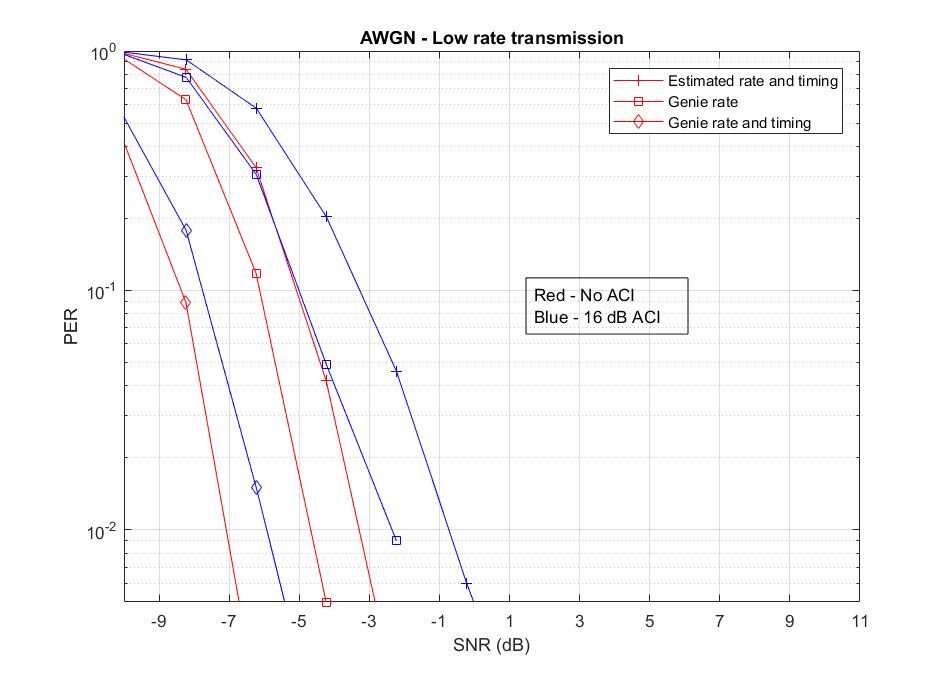 AWGN - Low rate transmission
10^0
Estimated rate and timing
Genie rate
Genie rate and timing
10^-1
Red - No ACI
Blue - 16 dB ACI
PER
10^-2
-9 -7 -5 -3 -1 1 3 5 7 9 11
SNR (dB)